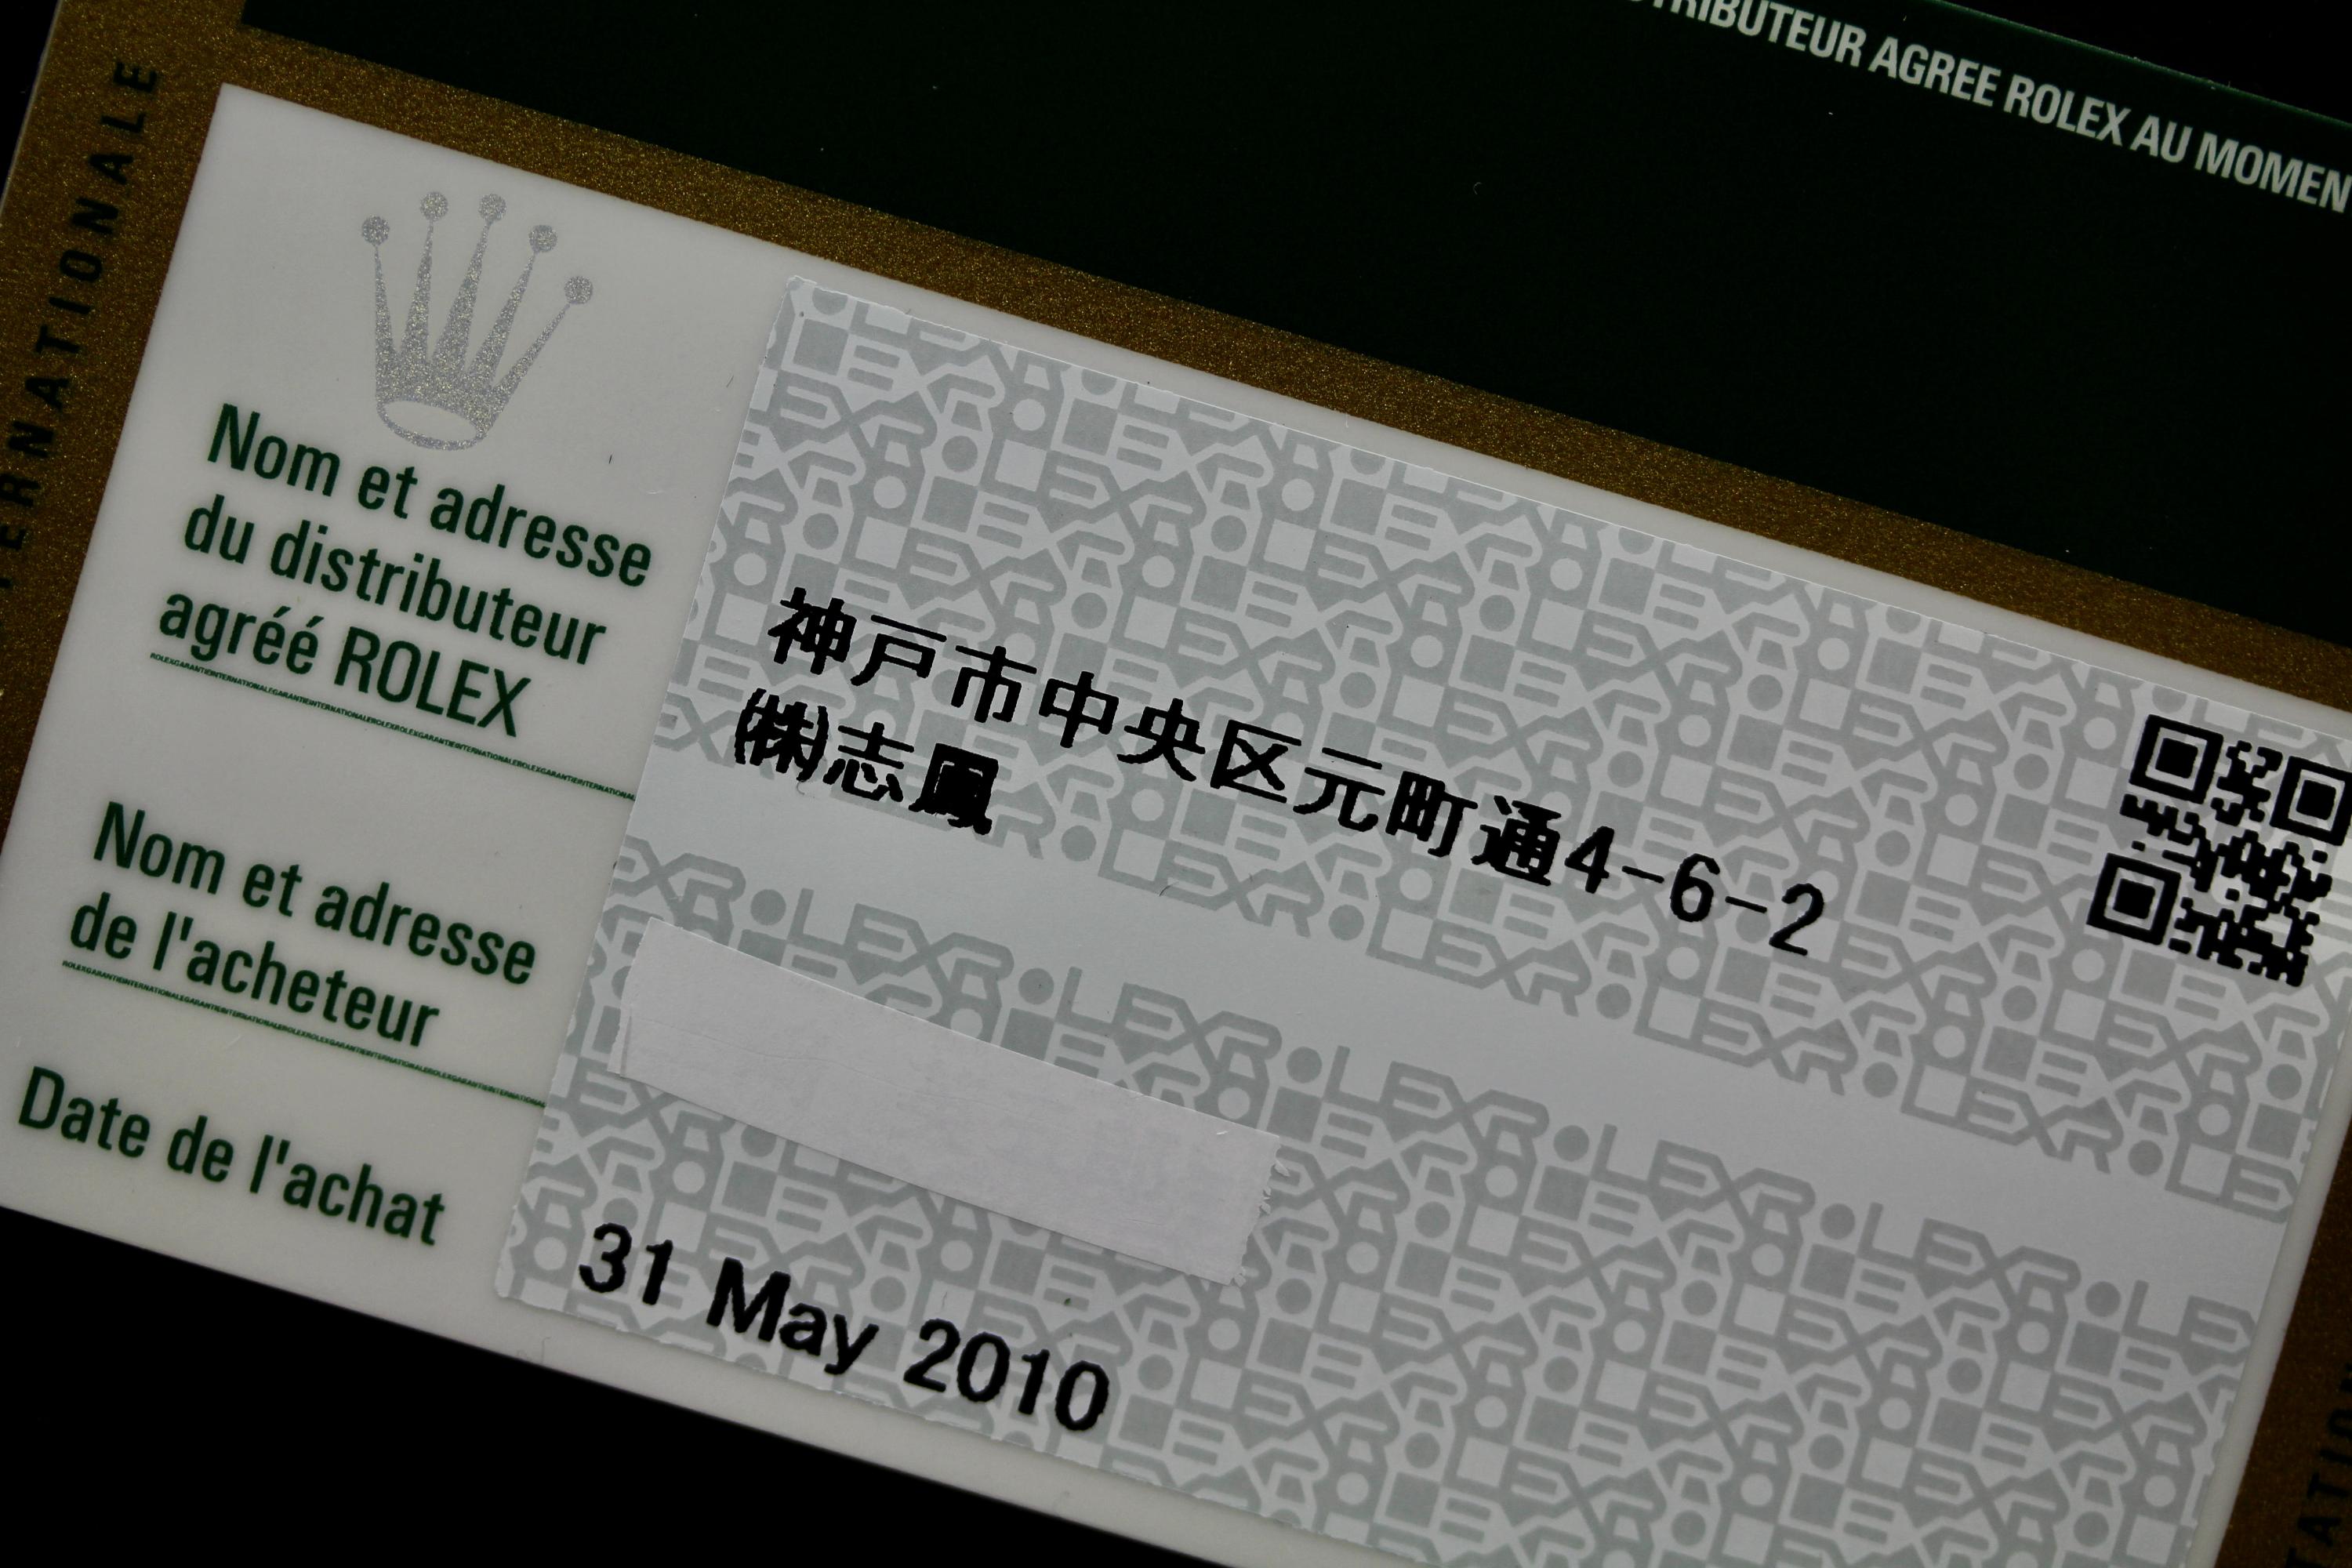 TRIBUTEUR AGREE ROLEX AU MOMEN
ERNATIONALE
Nom et adresse
du distributeur
agréé ROLEX
神戸市中央区元町通4-6-2
㈱志鳳
Nom et adresse
de l'acheteur
Date de l'achat
31 May 2010